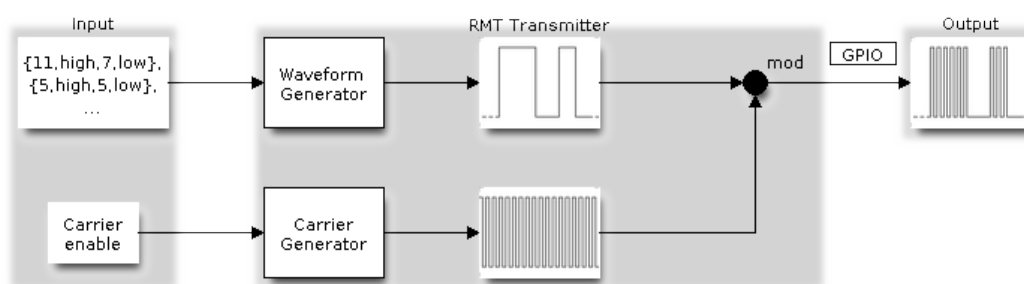 Input
RMT Transmitter
Output
{11,high,7,low},
{5,high,5,low},
...
Waveform
Generator
mod
GPIO
Carrier
enable
Carrier
Generator